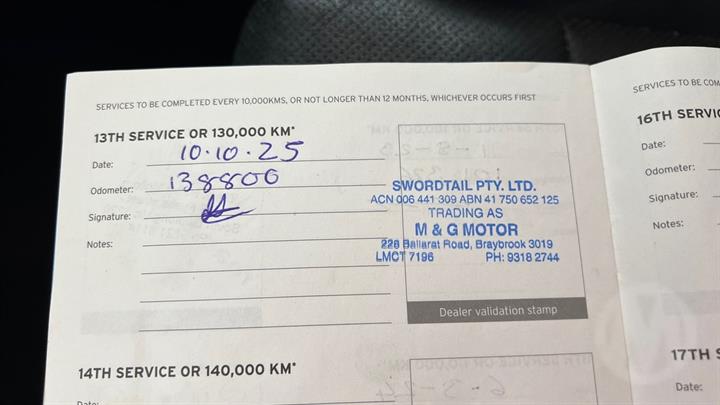 SERVICES TO BE COMPLETED EVERY 10,000KMS, OR NOT LONGER THAN 12 MONTHS, WHICHEVER OCCURS FIRST
13TH SERVICE OR 130,000 KM*
Date: 10.10.25
Odometer: 138800
Signature:
Notes:
SWORDTAIL PTY. LTD.
ACN 006 441 309 ABN 41 750 652 125
TRADING AS
M & G MOTOR
228 Ballarat Road, Braybrook 3019
LMCT 7196 PH: 9318 2744
Dealer validation stamp
14TH SERVICE OR 140,000 KM*
Date:
SERVICES TO BE
16TH
Date:
Odometer:
Signature:
Notes:
17TH
Date: